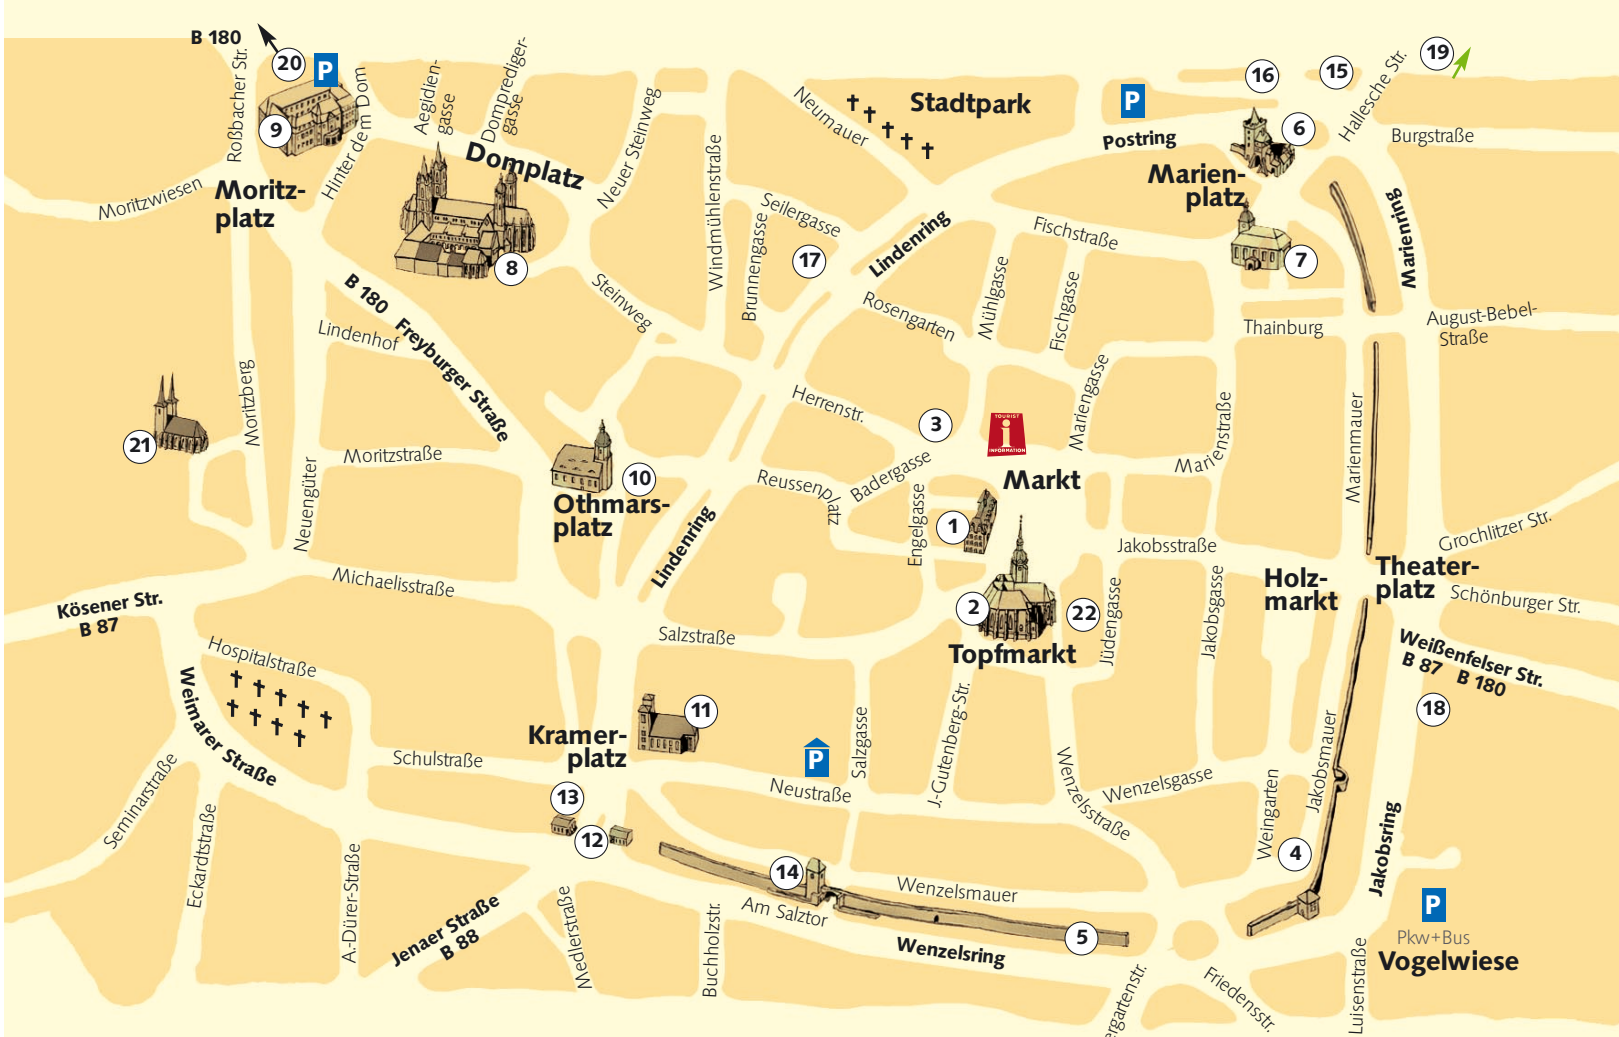 B 180
20
P
Roßbacher Str.
9
Hinter dem Dom
Aegidien-
gasse
Domprediger-
gasse
Domplatz
Neuer Steinweg
Moritzwiesen
Moritz-
platz
8
Windmühlenstraße
Neumauer
Stadtpark
P
Postring
16
15
19
Hallesche Str.
6
Burgstraße
Marien-
platz
7
Marienring
Seilergasse
Brunnengasse
17
Lindenring
Fischstraße
Mühlgasse
Fischgasse
Rosengarten
Thainburg
August-Bebel-
Straße
B 180
Freyburger Straße
Lindenhof
Steinweg
Moritzberg
21
Moritzstraße
Neuengüter
10
Othmars-
platz
Herrenstr.
3
TOURIST
i
INFORMATION
Markt
Mariengasse
Marienstraße
Marienmauer
Reussenplatz
Badergasse
Engelgasse
1
Lindenring
Jakobsstraße
Grochlitzer Str.
Theater-
platz
Holz-
markt
Schönburger Str.
Michaelisstraße
Kösener Str.
B 87
2
22
Topfmarkt
Jüdengasse
Jakobsgasse
Salzstraße
Hospitalstraße
Weimarer Straße
Weißenfelser Str.
B 87
B 180
18
11
Kramer-
platz
P
Salzgasse
J-Gutenberg-Str.
Wenzelsstraße
Wenzelsgasse
Weingarten
Jakobsmauer
Jakobsring
Schulstraße
Neustraße
Seminarstraße
Eckardtstraße
A.-Dürer-Straße
13
12
14
4
Wenzelsmauer
Am Salztor
Jenaer Straße
B 88
Medlerstraße
Buchholzstr.
Wenzelsring
5
P
Pkw+Bus
Vogelwiese
ergartenstr.
Friedensstr.
Luisenstraße